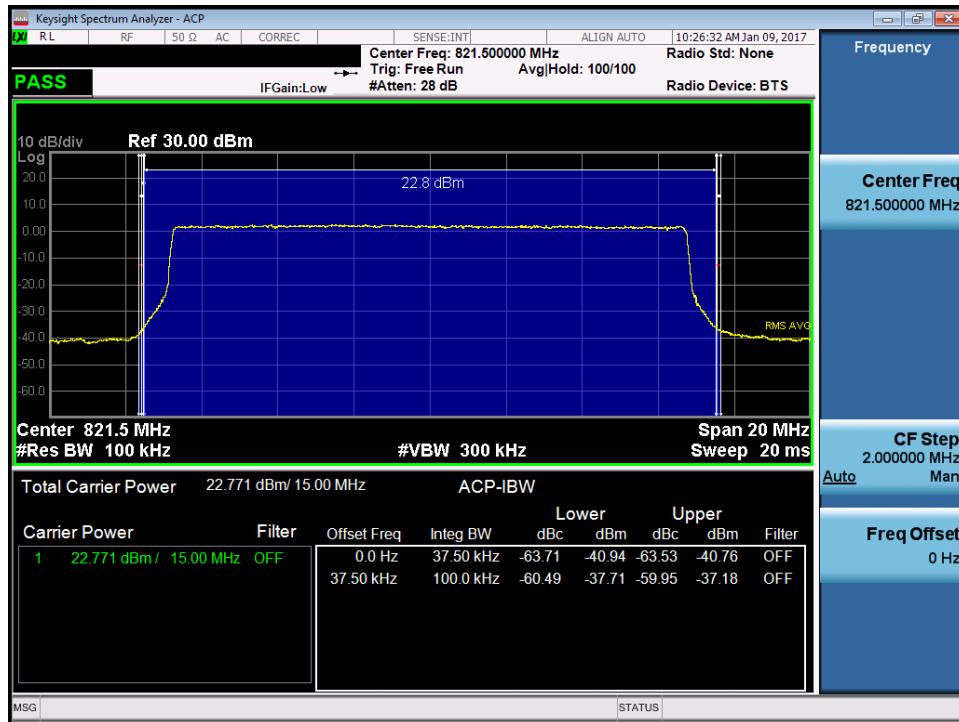 Keysight Spectrum Analyzer - ACP
LXI RL RF 50 Ω AC CORREC SENSE:INT ALIGN AUTO 10:26:32 AM Jan 09, 2017
Center Freq: 821.500000 MHz Radio Std: None
Trig: Free Run Avg|Hold: 100/100
PASS IFGain:Low #Atten: 28 dB Radio Device: BTS
Frequency
10 dB/div Ref 30.00 dBm
Log
20.0
22.8 dBm
10.0
0.00
-10.0
-20.0
-30.0
RMS AVG
-40.0
-50.0
-60.0
Center 821.5 MHz Span 20 MHz
#Res BW 100 kHz #VBW 300 kHz Sweep 20 ms
Center Freq
821.500000 MHz
CF Step
2.000000 MHz
Auto Man
Freq Offset
0 Hz
Total Carrier Power 22.771 dBm/ 15.00 MHz ACP-IBW
Lower Upper
Carrier Power Filter Offset Freq Integ BW dBc dBm dBc dBm Filter
1 22.771 dBm / 15.00 MHz OFF 0.0 Hz 37.50 kHz -63.71 -40.94 -63.53 -40.76 OFF
37.50 kHz 100.0 kHz -60.49 -37.71 -59.95 -37.18 OFF
MSG STATUS